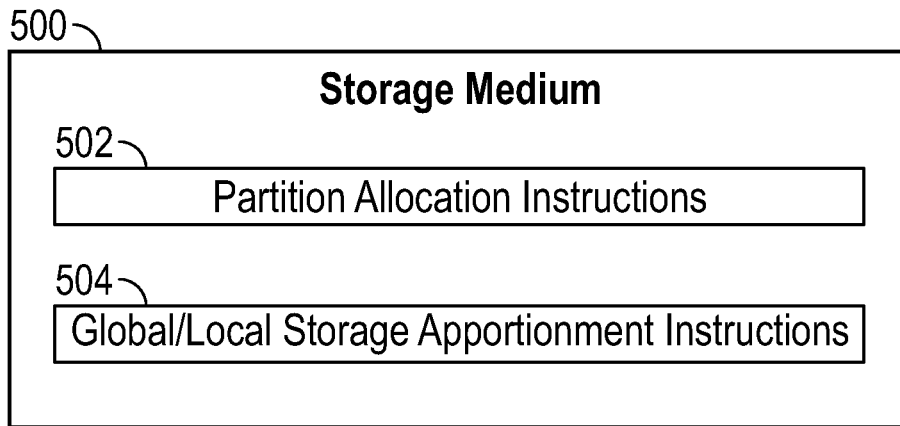 500
Storage Medium
502
Partition Allocation Instructions
504
Global/Local Storage Apportionment Instructions